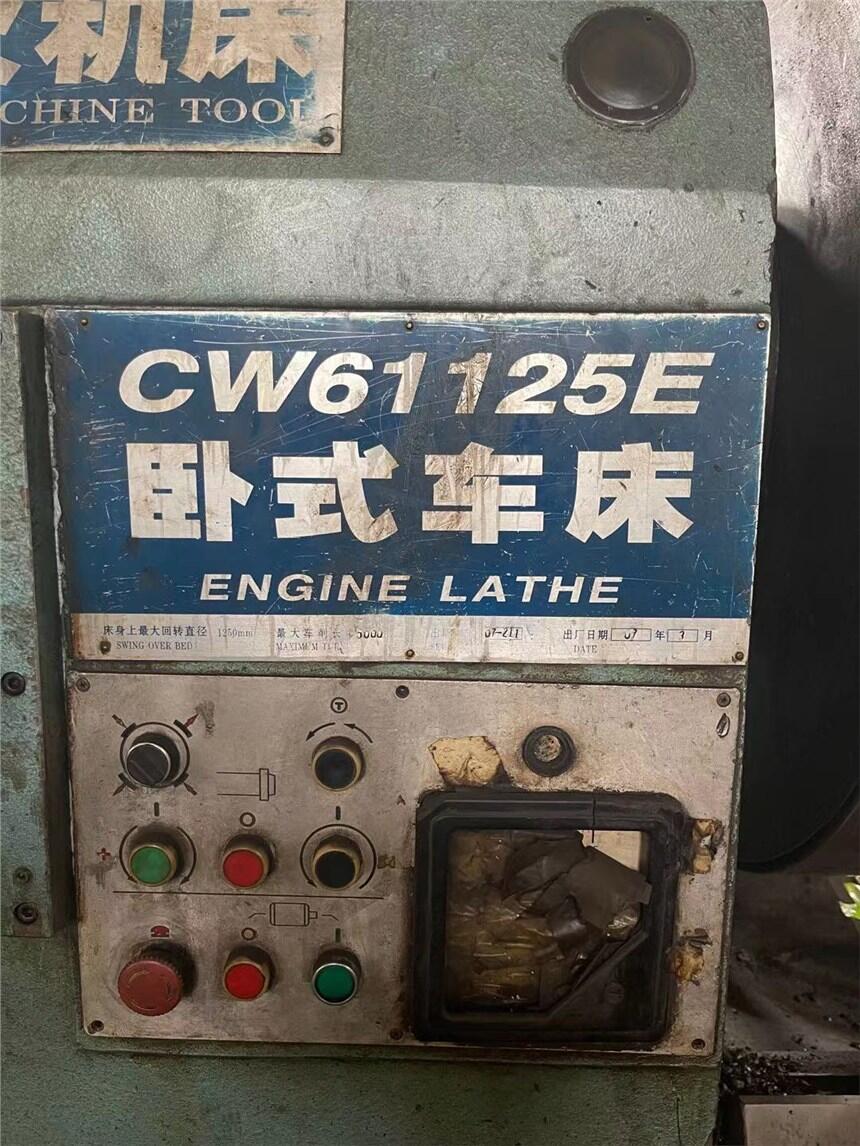 机床
CHINE TOOL
CW61125E
卧式车床
ENGINE LATHE
床身上最大回转直径 1250mm 最大车削长 5000 07-211 出厂日期 07 年 3 月
SWING OVER BED MAXIMUM DATE